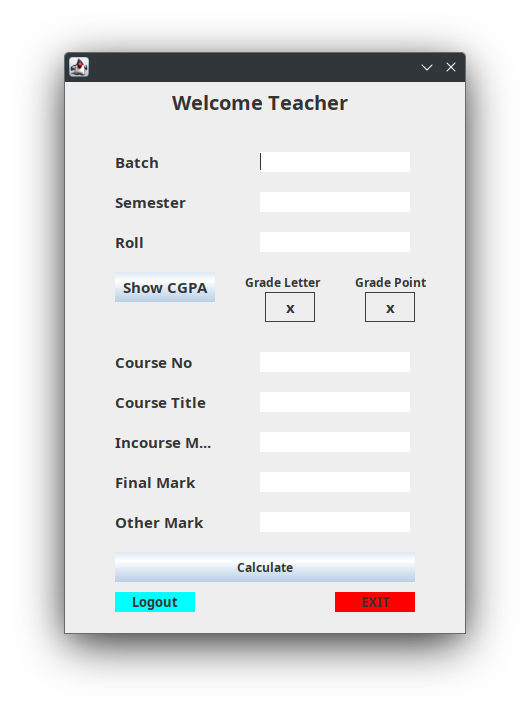 Welcome Teacher
Batch
Semester
Roll
Show CGPA
Grade Letter
Grade Point
x
x
Course No
Course Title
Incourse M...
Final Mark
Other Mark
Calculate
Logout
EXIT